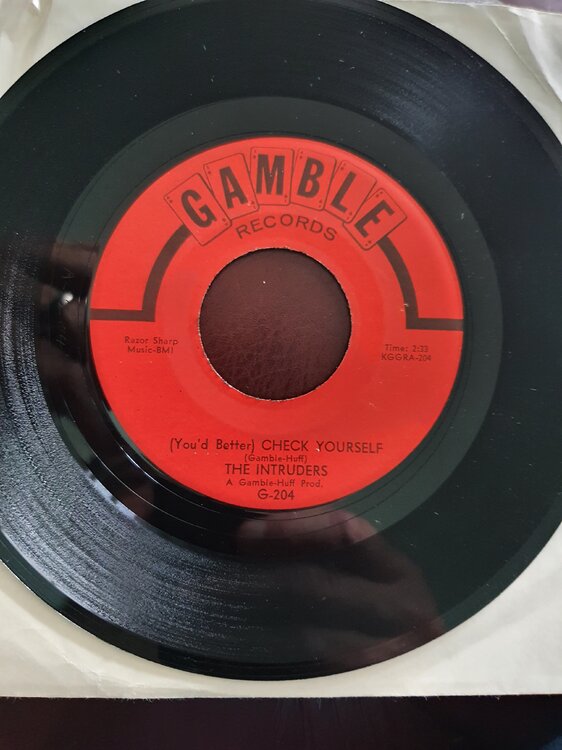 GAMBLE
RECORDS
Razor Sharp
Music-BMI
Time: 2:33
KGGRA-204
(You'd Better) CHECK YOURSELF
(Gamble-Huff)
THE INTRUDERS
A Gamble-Huff Prod.
G-204